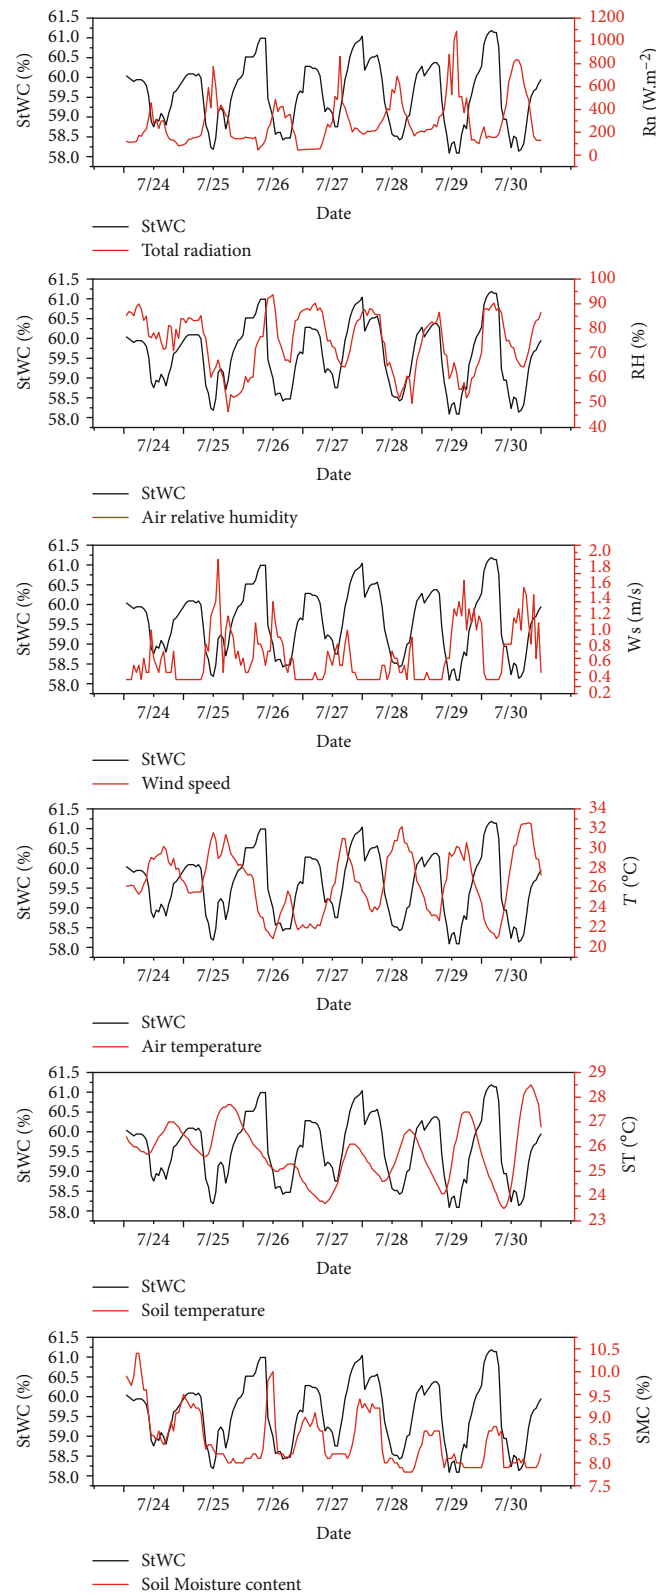 61.5
61.0
60.5
60.0
59.5
59.0
58.5
58.0
StWC (%)
1200
1000
800
600
400
200
0
Rn (W.m−2)
7/24 7/25 7/26 7/27 7/28 7/29 7/30
Date
StWC
Total radiation
61.5
61.0
60.5
60.0
59.5
59.0
58.5
58.0
StWC (%)
100
90
80
70
60
50
40
RH (%)
7/24 7/25 7/26 7/27 7/28 7/29 7/30
Date
StWC
Air relative humidity
61.5
61.0
60.5
60.0
59.5
59.0
58.5
58.0
StWC (%)
2.0
1.8
1.6
1.4
1.2
1.0
0.8
0.6
0.4
0.2
Ws (m/s)
7/24 7/25 7/26 7/27 7/28 7/29 7/30
Date
StWC
Wind speed
61.5
61.0
60.5
60.0
59.5
59.0
58.5
58.0
StWC (%)
34
32
30
28
26
24
22
20
T (°C)
7/24 7/25 7/26 7/27 7/28 7/29 7/30
Date
StWC
Air temperature
61.5
61.0
60.5
60.0
59.5
59.0
58.5
58.0
StWC (%)
29
28
27
26
25
24
23
ST (°C)
7/24 7/25 7/26 7/27 7/28 7/29 7/30
Date
StWC
Soil temperature
61.5
61.0
60.5
60.0
59.5
59.0
58.5
58.0
StWC (%)
10.5
10.0
9.5
9.0
8.5
8.0
7.5
SMC (%)
7/24 7/25 7/26 7/27 7/28 7/29 7/30
Date
StWC
Soil Moisture content